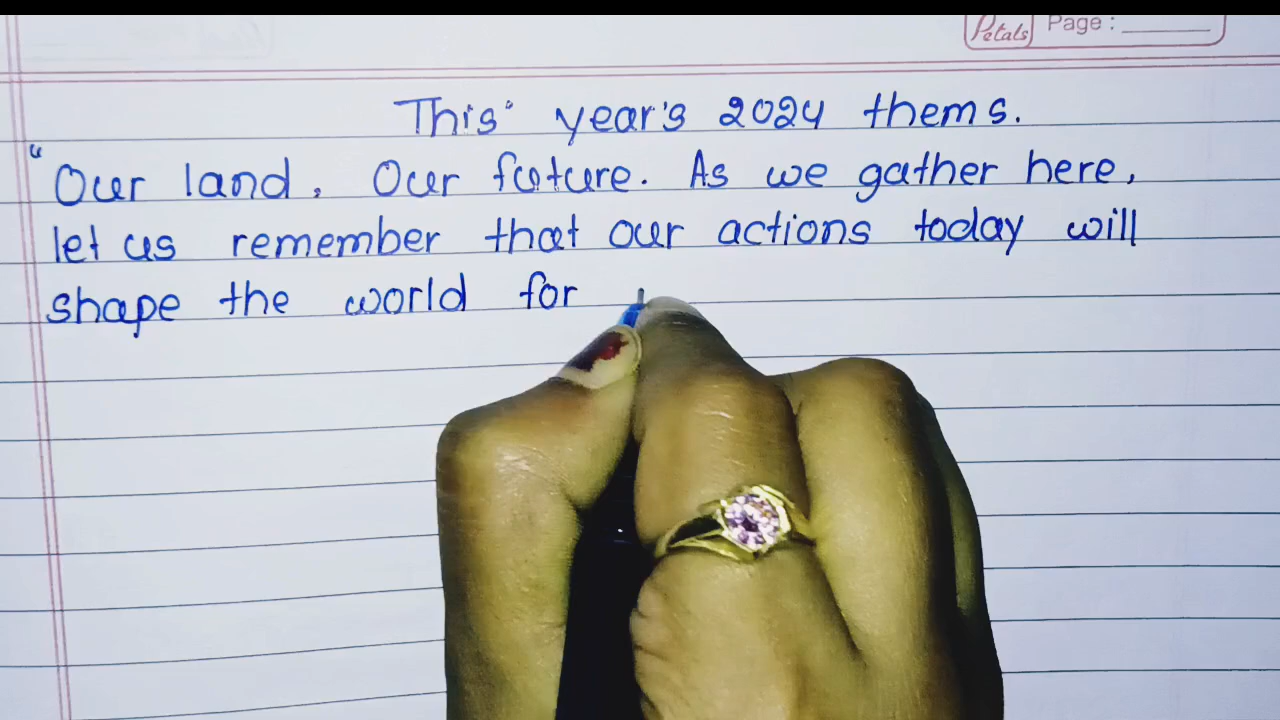 Petals Page :
This year's 2024 thems.
"Our land, Our future. As we gather here,
let us remember that our actions today will
shape the world for